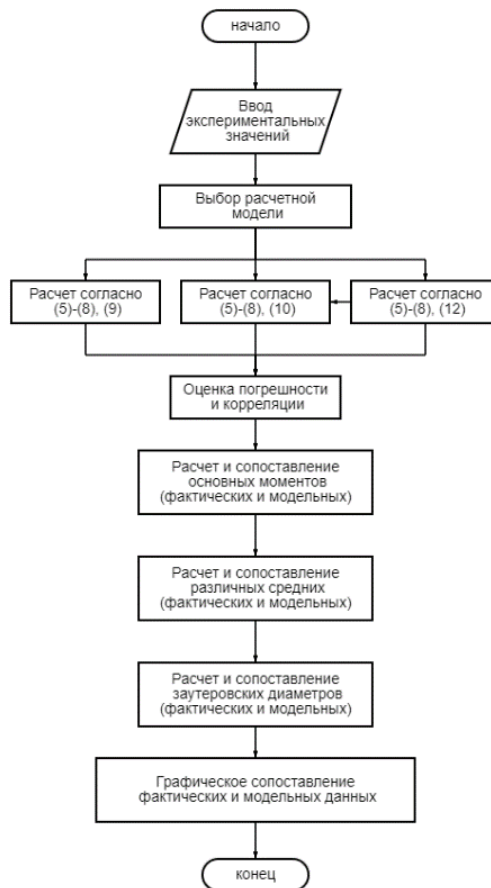 начало
Ввод
экспериментальных
значений
Выбор расчетной
модели
Расчет согласно
(5)-(8), (9)
Расчет согласно
(5)-(8), (10)
Расчет согласно
(5)-(8), (12)
Оценка погрешности
и корреляции
Расчет и сопоставление
основных моментов
(фактических и модельных)
Расчет и сопоставление
различных средних
(фактических и модельных)
Расчет и сопоставление
заутеровских диаметров
(фактических и модельных)
Графическое сопоставление
фактических и модельных данных
конец